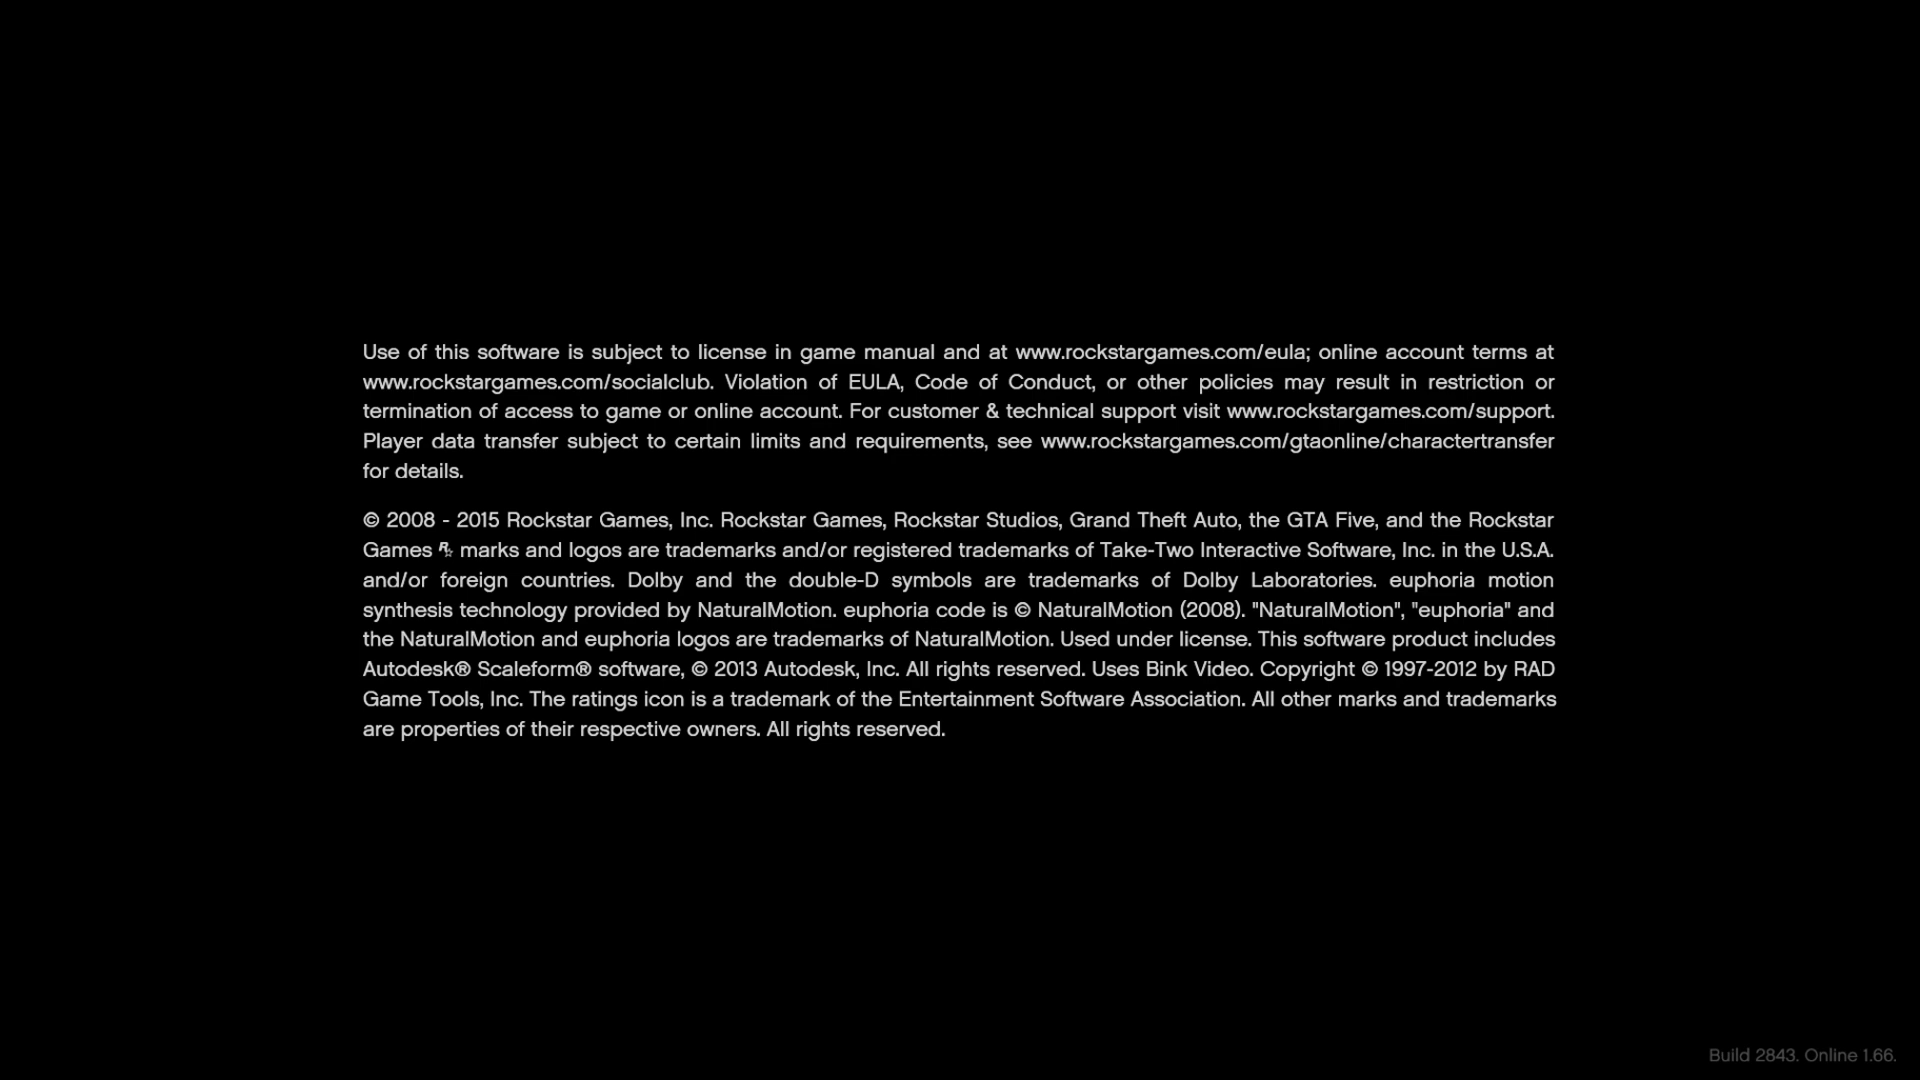 Use of this software is subject to license in game manual and at www.rockstargames.com/eula; online account terms at
www.rockstargames.com/socialclub. Violation of EULA, Code of Conduct, or other policies may result in restriction or
termination of access to game or online account. For customer & technical support visit www.rockstargames.com/support.
Player data transfer subject to certain limits and requirements, see www.rockstargames.com/gtaonline/charactertransfer
for details.
© 2008 - 2015 Rockstar Games, Inc. Rockstar Games, Rockstar Studios, Grand Theft Auto, the GTA Five, and the Rockstar
Games R* marks and logos are trademarks and/or registered trademarks of Take-Two Interactive Software, Inc. in the U.S.A.
and/or foreign countries. Dolby and the double-D symbols are trademarks of Dolby Laboratories. euphoria motion
synthesis technology provided by NaturalMotion. euphoria code is © NaturalMotion (2008). "NaturalMotion", "euphoria" and
the NaturalMotion and euphoria logos are trademarks of NaturalMotion. Used under license. This software product includes
Autodesk® Scaleform® software, © 2013 Autodesk, Inc. All rights reserved. Uses Bink Video. Copyright © 1997-2012 by RAD
Game Tools, Inc. The ratings icon is a trademark of the Entertainment Software Association. All other marks and trademarks
are properties of their respective owners. All rights reserved.
Build 2843. Online 1.66.